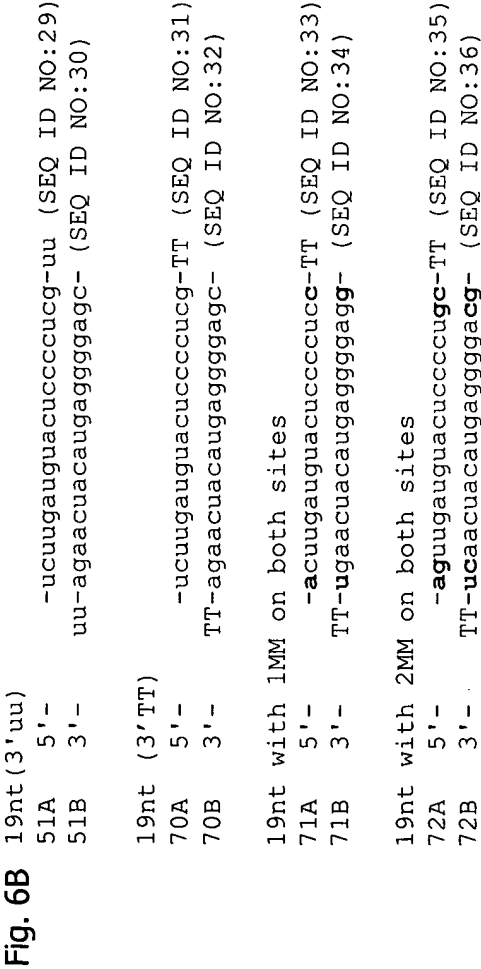 Fig. 6B 19nt(3'uu)
51A 5'- -ucuugauguacuccccucg-uu (SEQ ID NO:29)
51B 3'- uu-agaacuacaugaggggagc- (SEQ ID NO:30)
19nt (3'TT)
70A 5'- -ucuugauguacuccccucg-TT (SEQ ID NO:31)
70B 3'- TT-agaacuacaugaggggagc- (SEQ ID NO:32)
19nt with 1MM on both sites
71A 5'- -acuugauguacuccccucc-TT (SEQ ID NO:33)
71B 3'- TT-ugaacuacaugaggggagg- (SEQ ID NO:34)
19nt with 2MM on both sites
72A 5'- -aguugauguacuccccugc-TT (SEQ ID NO:35)
72B 3'- TT-ucaacuacaugaggggacg- (SEQ ID NO:36)